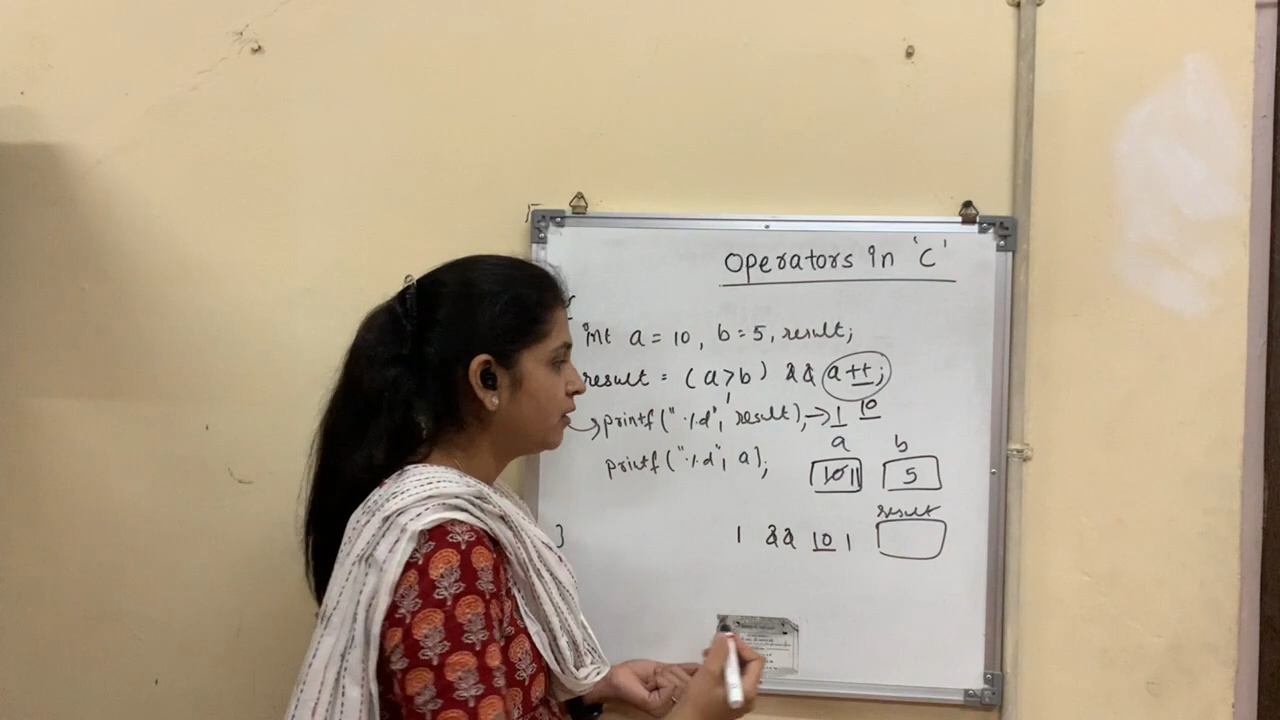 Operators in 'C'
{
int a = 10, b = 5, result;
result = (a>b) && a++;
1 10
printf("%d", result); → 1
printf("%d", a);
a b
10 11 5
result
1 && 10 1
}